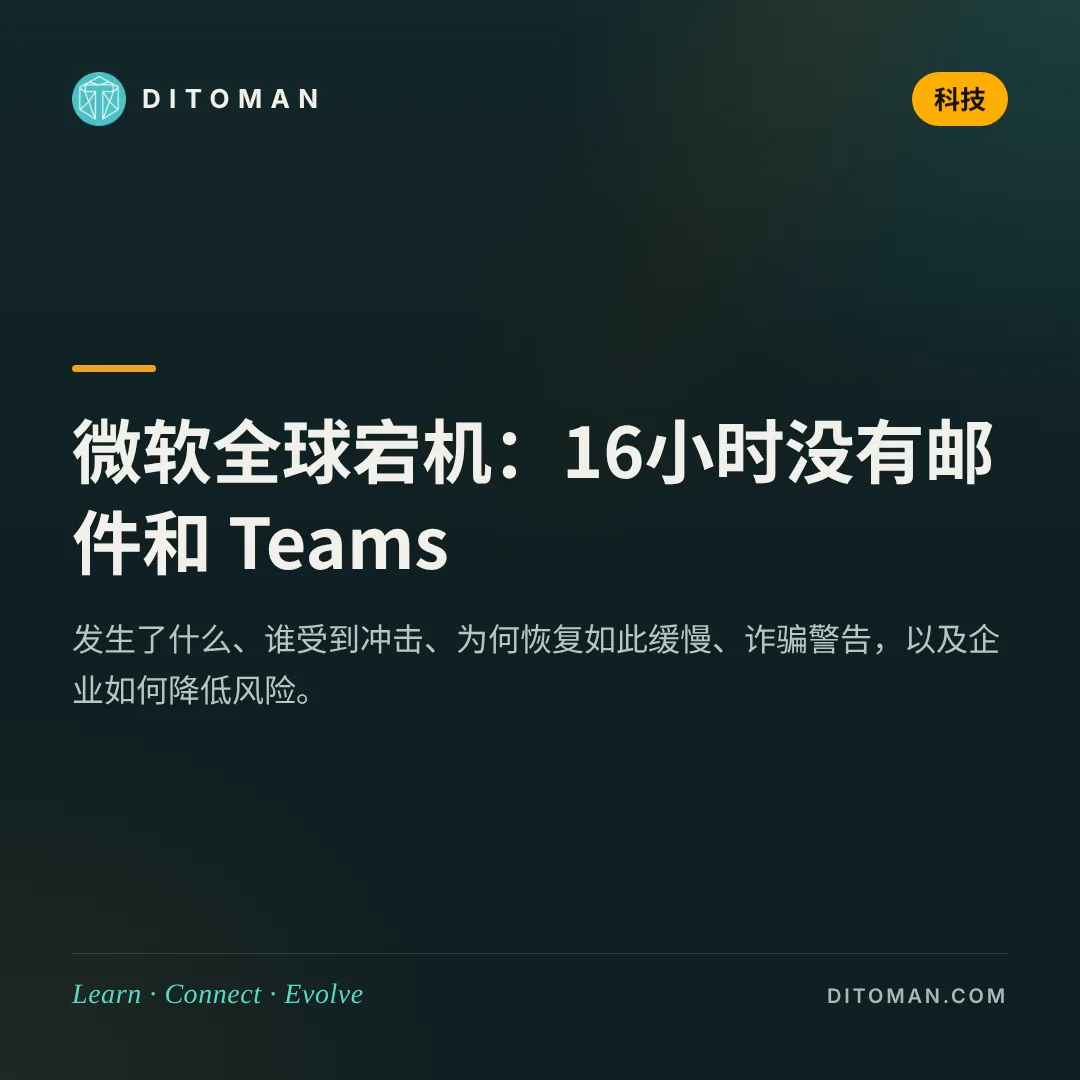 DITOMAN
科技
微软全球宕机：16小时没有邮
件和 Teams
发生了什么、谁受到冲击、为何恢复如此缓慢、诈骗警告，以及企
业如何降低风险。
Learn · Connect · Evolve
DITOMAN.COM